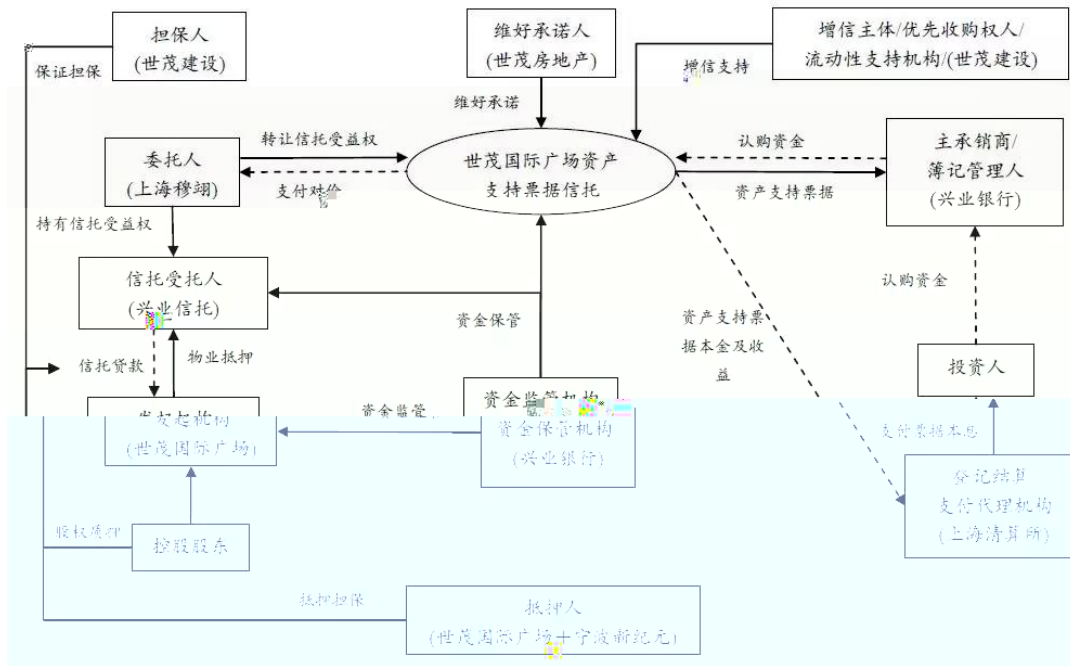 担保人
(世茂建设)
维好承诺人
(世茂房地产)
增信主体/优先收购权人/
流动性支持机构/(世茂建设)
保证担保
增信支持
维好承诺
委托人
(上海穆翊)
转让信托受益权
支付对价
世茂国际广场资产
支持票据信托
认购资金
资产支持票据
主承销商/
簿记管理人
(兴业银行)
持有信托受益权
信托受托人
(兴业信托)
资金保管
认购资金
资产支持票
据本金及收
益
信托贷款
物业抵押
投资人
资金监管机构
资金监管
发起机构
(世茂国际广场)
资金保管机构
(兴业银行)
支付票据本息
登记结算
支付代理机构
(上海清算所)
股权质押
控股股东
抵押担保
抵押人
(世茂国际广场+宁波新纪元)